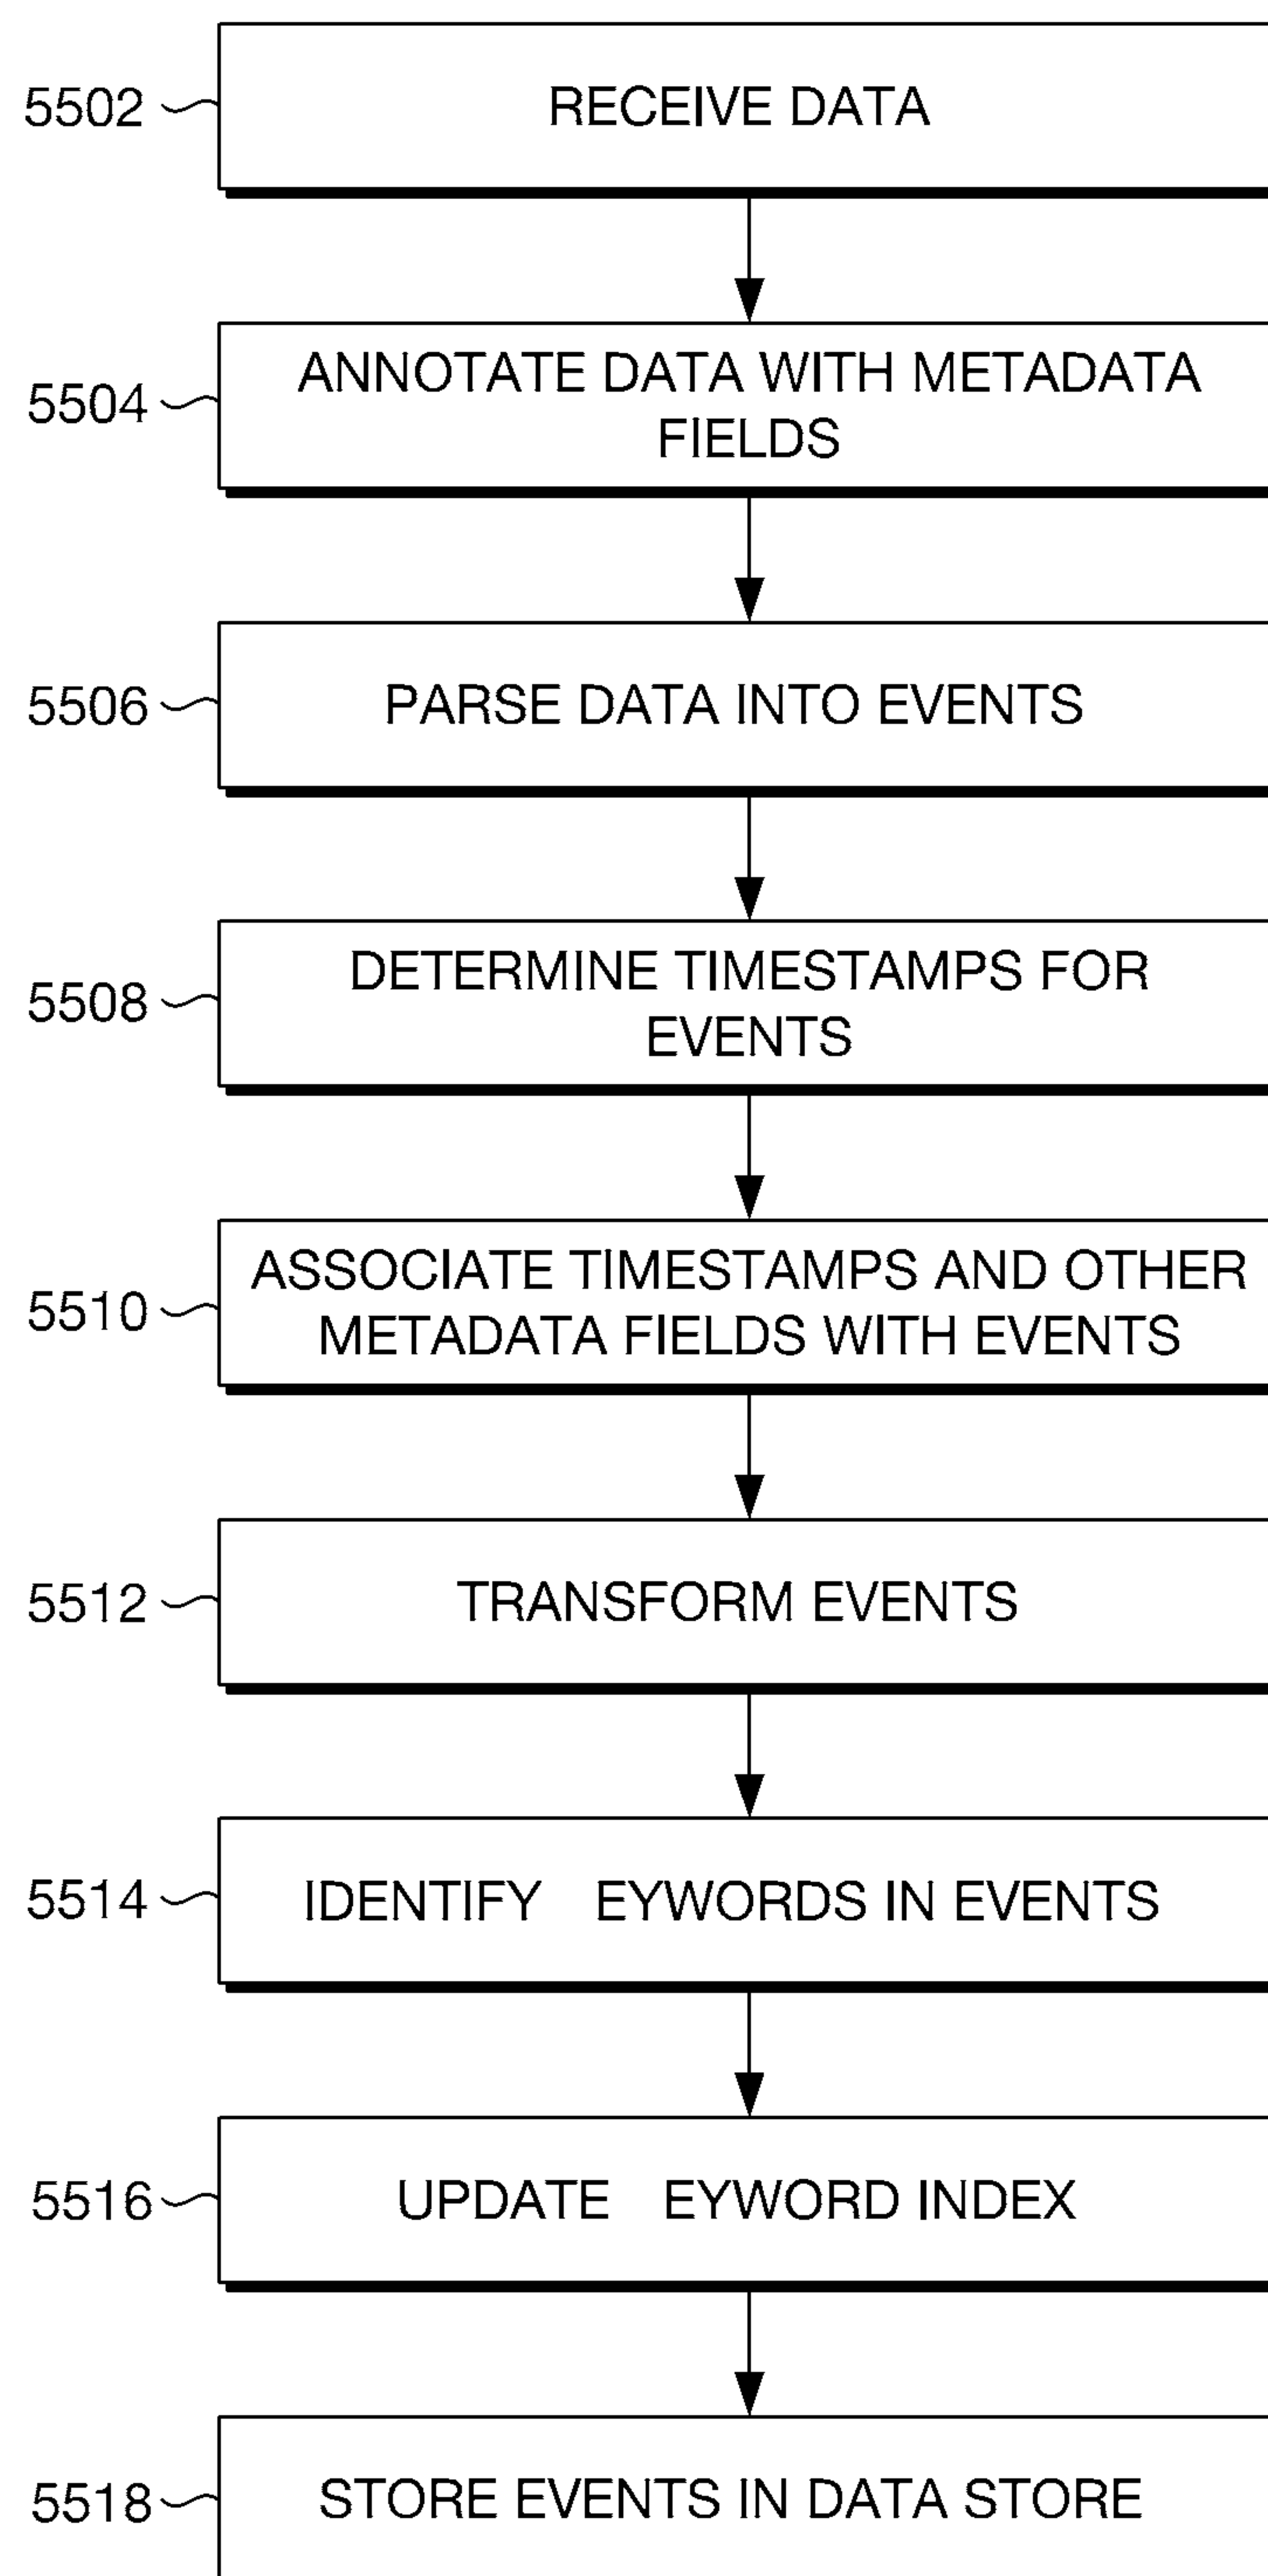 5502 RECEIVE DATA
5504 ANNOTATE DATA WITH METADATA
FIELDS
5506 PARSE DATA INTO EVENTS
5508 DETERMINE TIMESTAMPS FOR
EVENTS
5510 ASSOCIATE TIMESTAMPS AND OTHER
METADATA FIELDS WITH EVENTS
5512 TRANSFORM EVENTS
5514 IDENTIFY EYWORDS IN EVENTS
5516 UPDATE EYWORD INDEX
5518 STORE EVENTS IN DATA STORE